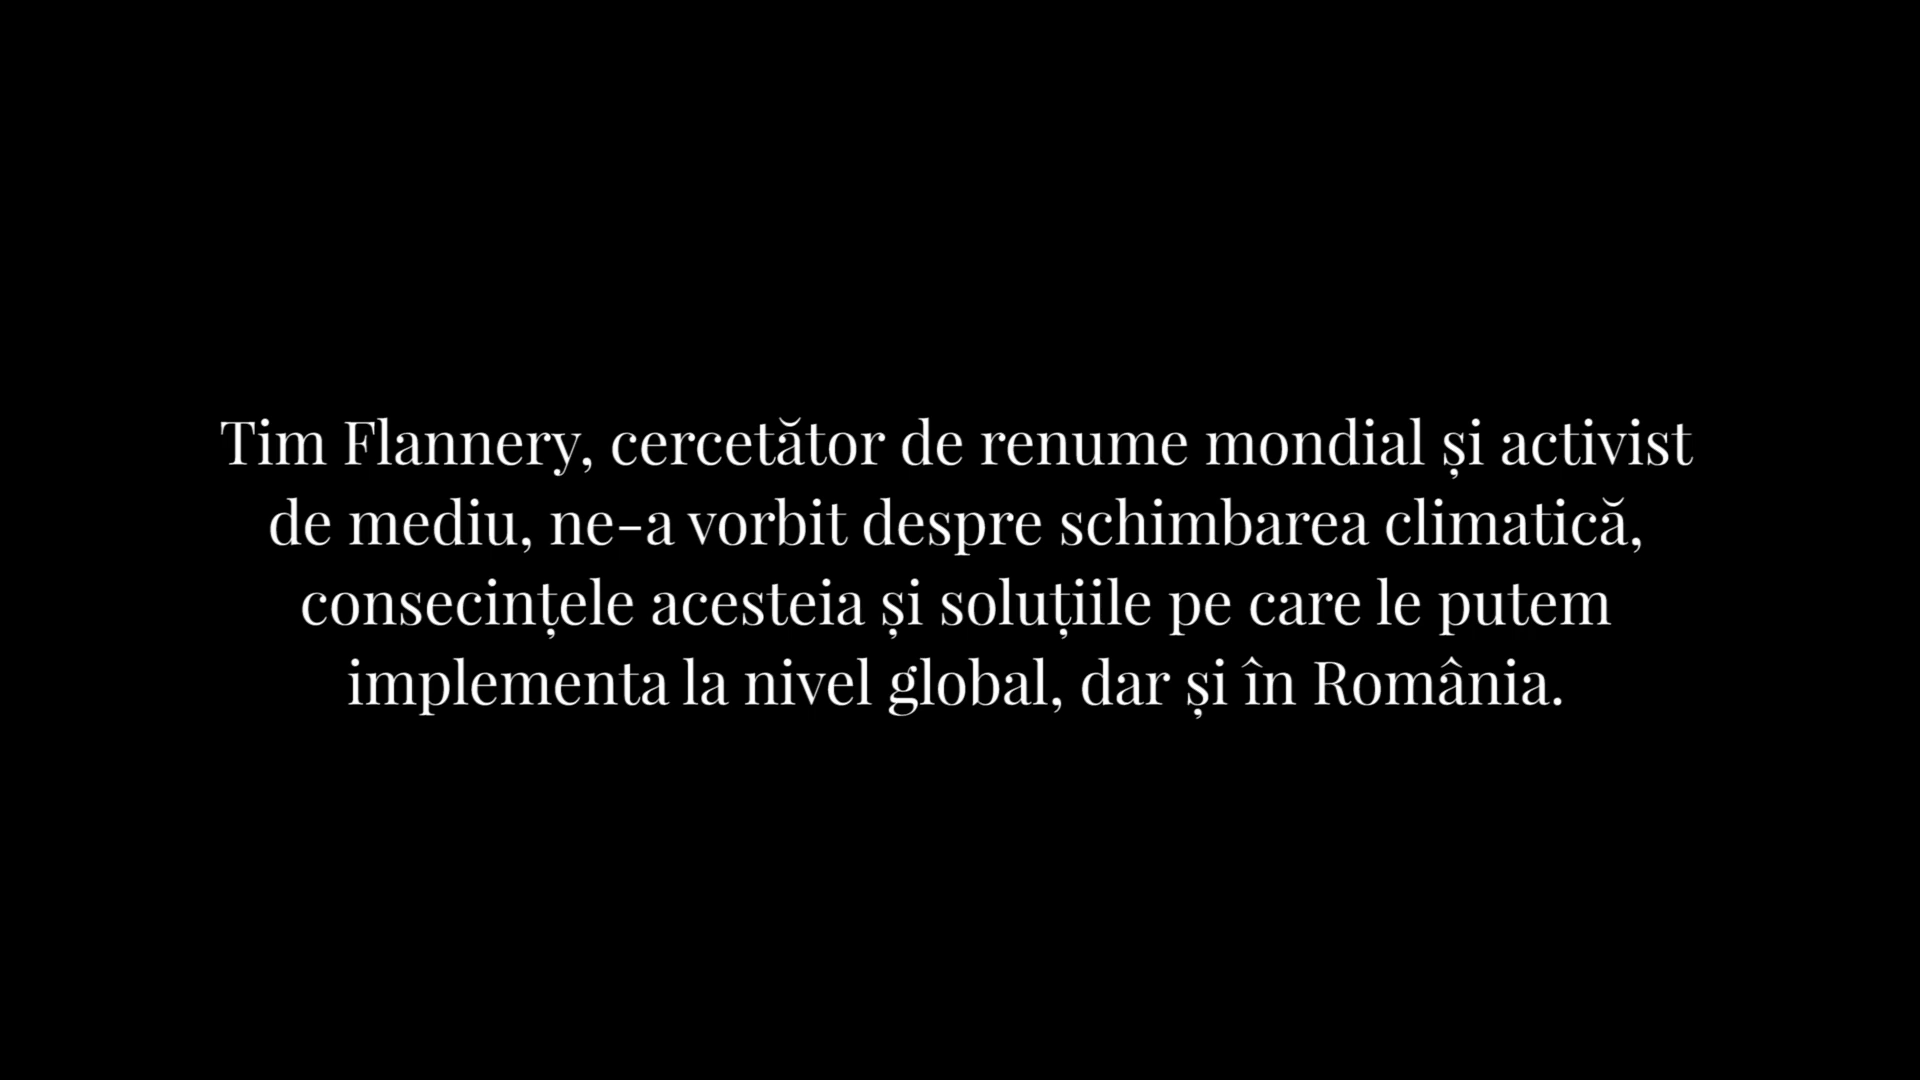 Tim Flannery, cercetător de renume mondial și activist
de mediu, ne-a vorbit despre schimbarea climatică,
consecințele acesteia și soluțiile pe care le putem
implementa la nivel global, dar și în România.